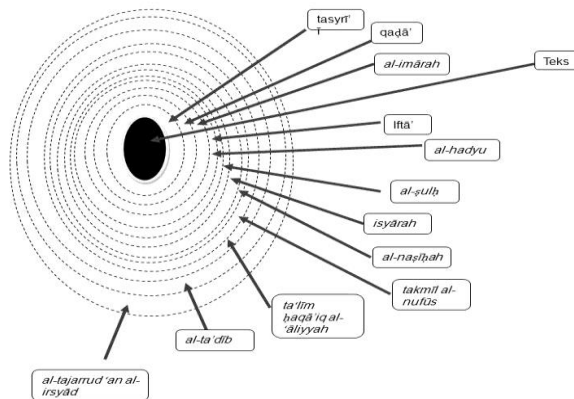 tasyrī'
ī
qaḍā'
al-imārah
Teks
Iftā'
al-hadyu
al-ṣulḥ
isyārah
al-naṣīḥah
takmīl al-
nufūs
ta'līm
ḥaqā'iq al-
'āliyyah
al-ta'dīb
al-tajarrud 'an al-
irsyād